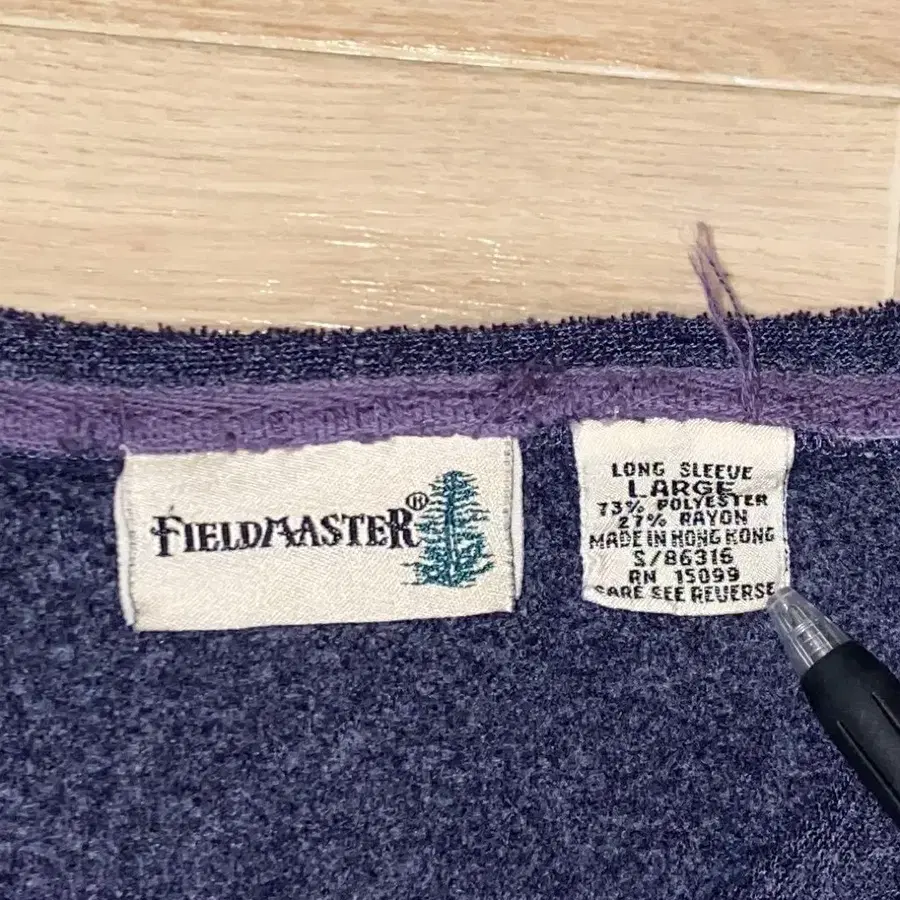 FIELDMASTER®
LONG SLEEVE
LARGE
73% POLYESTER
27% RAYON
MADE IN HONG KONG
S/86316
RN 15099
CARE SEE REVERSE